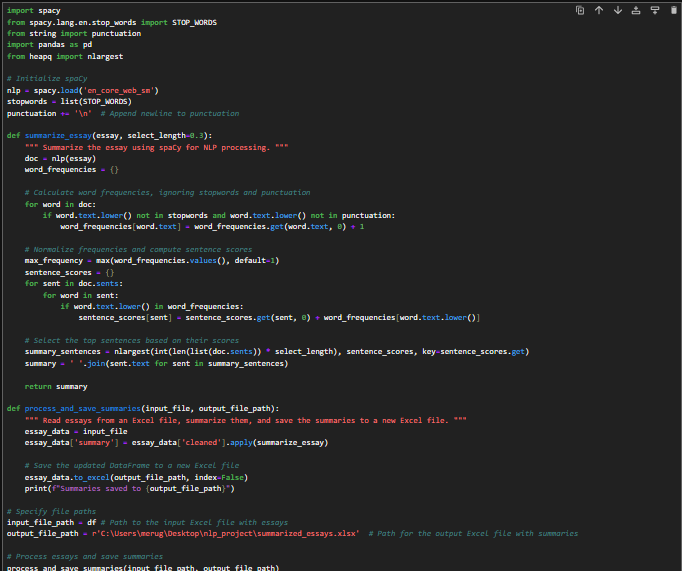 import spacy
from spacy.lang.en.stop_words import STOP_WORDS
from string import punctuation
import pandas as pd
from heapq import nlargest

# Initialize spaCy
nlp = spacy.load('en_core_web_sm')
stopwords = list(STOP_WORDS)
punctuation += '\n'  # Append newline to punctuation

def summarize_essay(essay, select_length=0.3):
    """ Summarize the essay using spaCy for NLP processing. """
    doc = nlp(essay)
    word_frequencies = {}

    # Calculate word frequencies, ignoring stopwords and punctuation
    for word in doc:
        if word.text.lower() not in stopwords and word.text.lower() not in punctuation:
            word_frequencies[word.text] = word_frequencies.get(word.text, 0) + 1

    # Normalize frequencies and compute sentence scores
    max_frequency = max(word_frequencies.values(), default=1)
    sentence_scores = {}
    for sent in doc.sents:
        for word in sent:
            if word.text.lower() in word_frequencies:
                sentence_scores[sent] = sentence_scores.get(sent, 0) + word_frequencies[word.text.lower()]

    # Select the top sentences based on their scores
    summary_sentences = nlargest(int(len(list(doc.sents)) * select_length), sentence_scores, key=sentence_scores.get)
    summary = ' '.join(sent.text for sent in summary_sentences)

    return summary

def process_and_save_summaries(input_file, output_file_path):
    """ Read essays from an Excel file, summarize them, and save the summaries to a new Excel file. """
    essay_data = input_file
    essay_data['summary'] = essay_data['cleaned'].apply(summarize_essay)

    # Save the updated DataFrame to a new Excel file
    essay_data.to_excel(output_file_path, index=False)
    print(f"Summaries saved to {output_file_path}")

# Specify file paths
input_file_path = df # Path to the input Excel file with essays
output_file_path = r'C:\Users\merug\Desktop\nlp_project\summarized_essays.xlsx'  # Path for the output Excel file with summaries

# Process essays and save summaries
process_and_save_summaries(input_file_path, output_file_path)